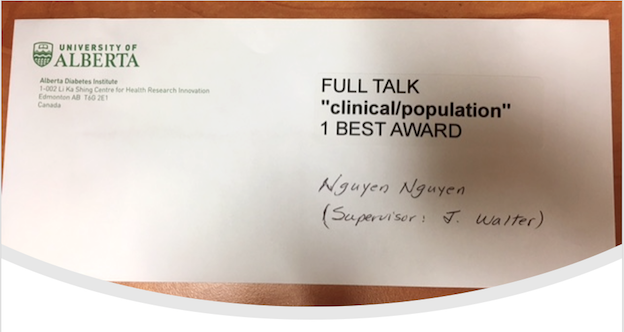 UNIVERSITY OF
ALBERTA
Alberta Diabetes Institute
1-002 Li Ka Shing Centre for Health Research Innovation
Edmonton AB T6G 2E1
Canada
FULL TALK
"clinical/population"
1 BEST AWARD
Nguyen Nguyen
(Supervisor: J. Walter)